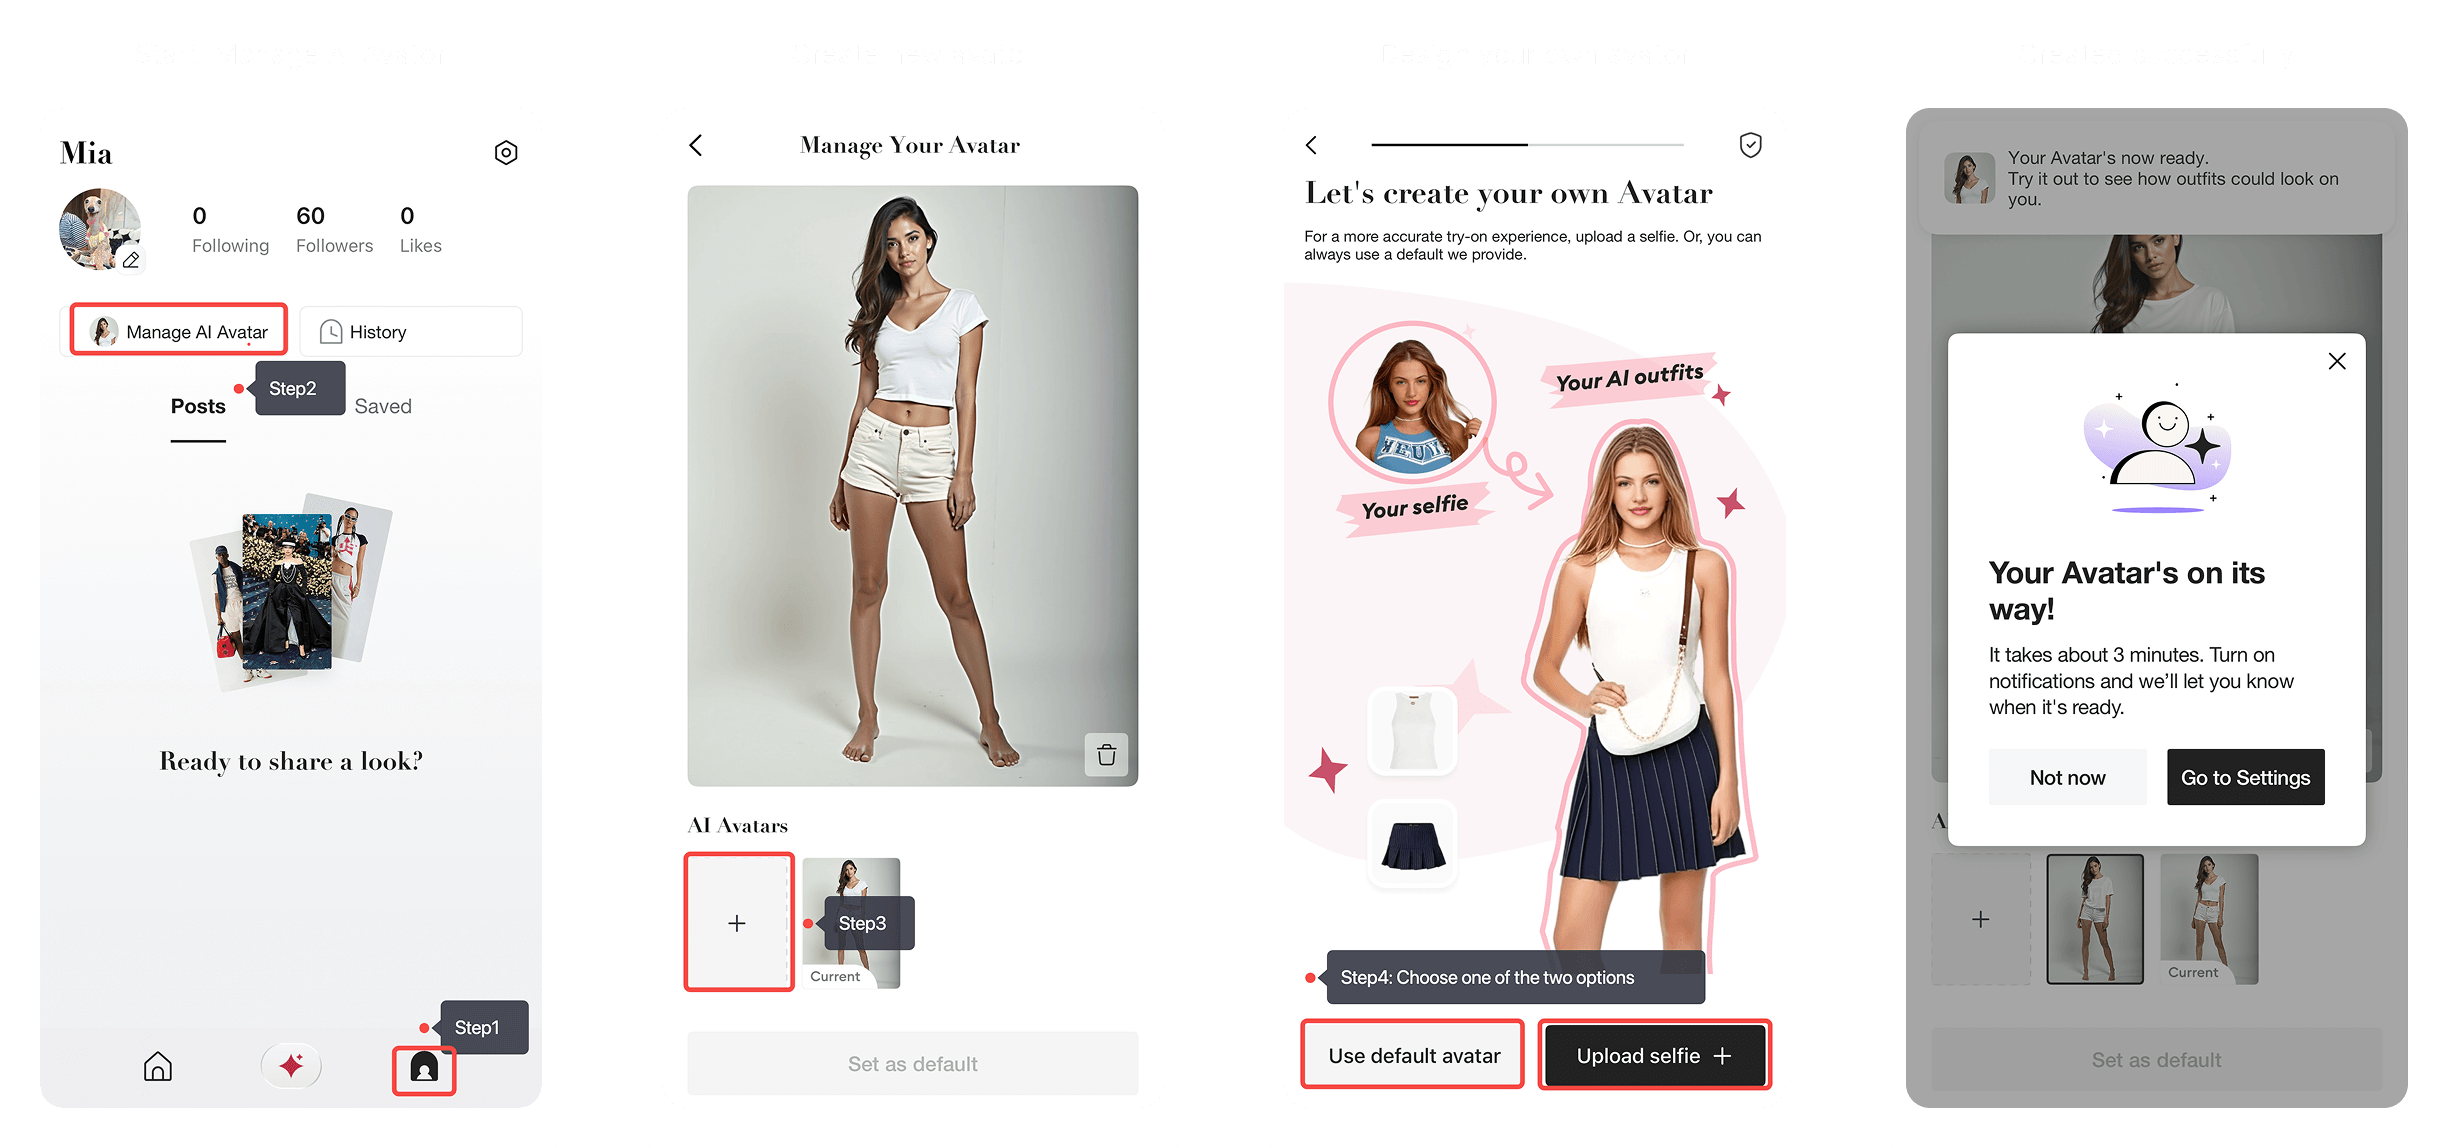 Mia
0
60
0
Following
Followers
Likes
Manage AI Avatar
History
Step2
Posts
Saved
Ready to share a look?
Step1
Manage Your Avatar
AI Avatars
Step3
Current
Set as default
Let's create your own Avatar
For a more accurate try-on experience, upload a selfie. Or, you can
always use a default we provide.
Your AI outfits
Your selfie
Step4: Choose one of the two options
Use default avatar
Upload selfie
Your Avatar's now ready.
Try it out to see how outfits could look on
you.
Your Avatar's on its
way!
It takes about 3 minutes. Turn on
notifications and we'll let you know
when it's ready.
Not now
Go to Settings
Current
Set as default